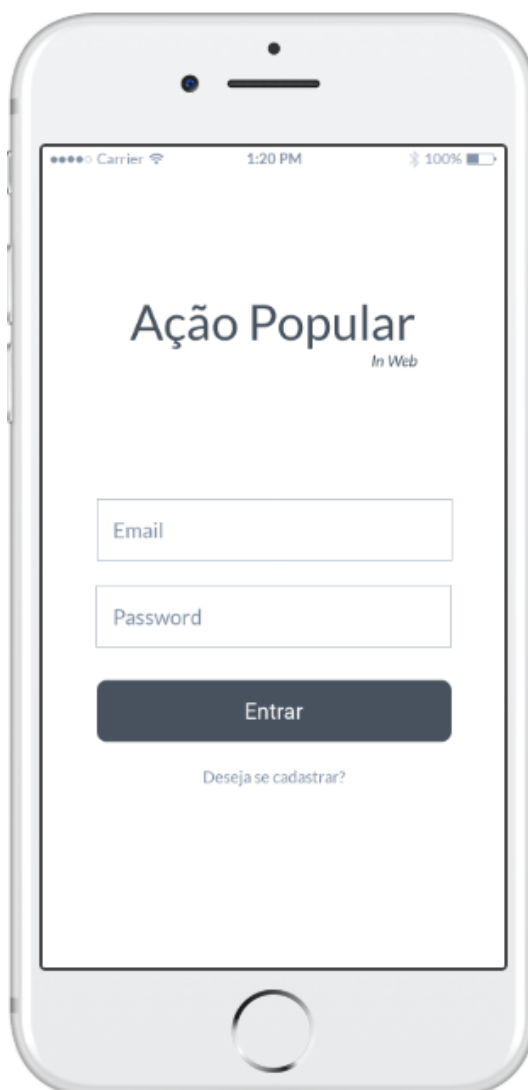 Carrier 1:20 PM 100%
Ação Popular
In Web
Email
Password
Entrar
Deseja se cadastrar?